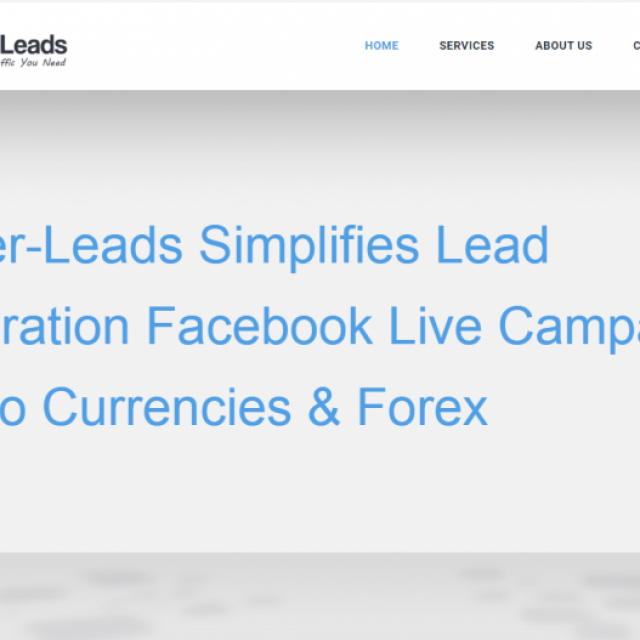 Leads
ffic You Need
HOME SERVICES ABOUT US C
er-Leads Simplifies Lead
ration Facebook Live Campa
o Currencies & Forex